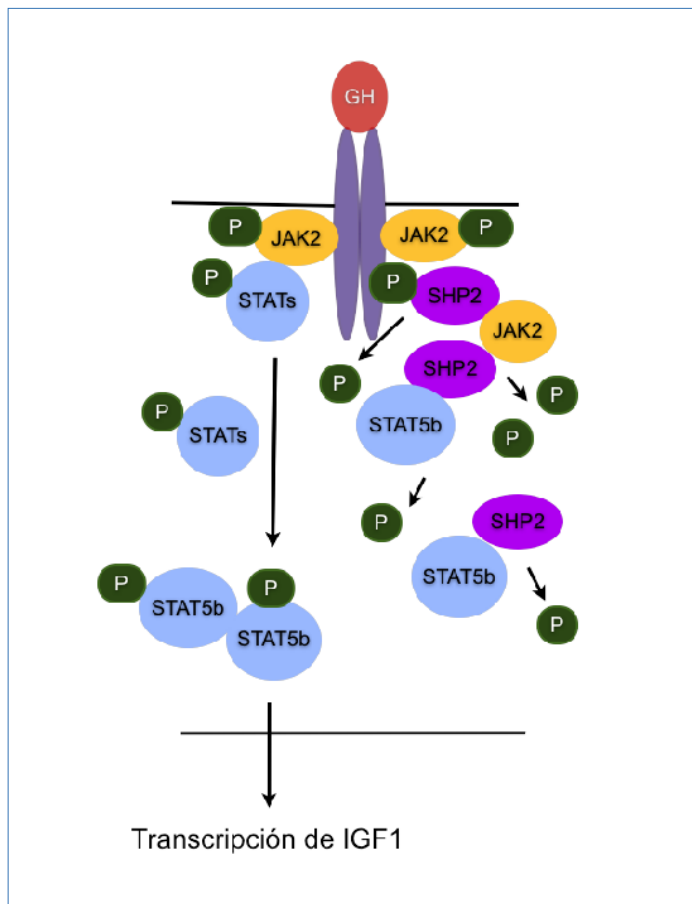 GH
P
JAK2
JAK2
P
P
STATs
P
SHP2
JAK2
SHP2
P
P
P
STAT5b
P
STATs
P
SHP2
STAT5b
P
P
STAT5b
P
STAT5b
Transcripción de IGF1